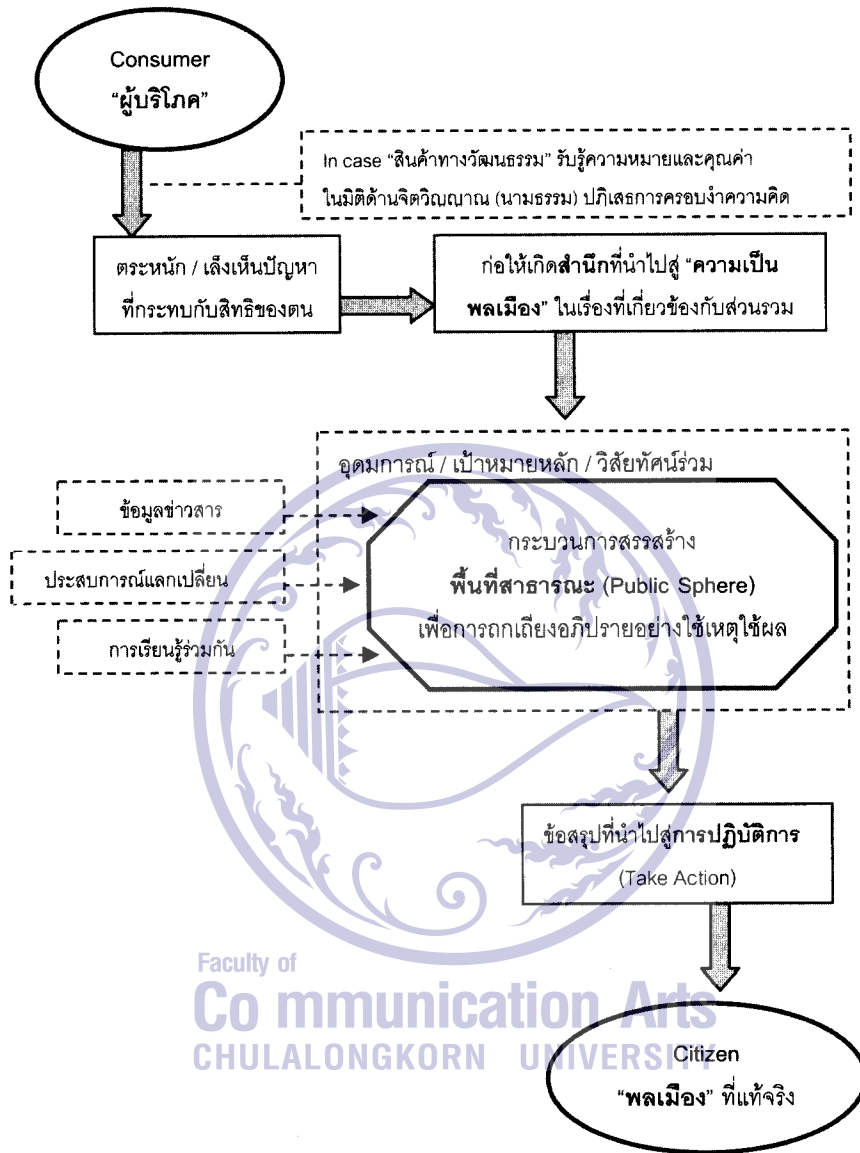 Consumer
“ผู้บริโภค”
In case “สินค้าทางวัฒนธรรม” รับรู้ความหมายและคุณค่า
ในมิติด้านจิตวิญญาณ (นามธรรม) ปฏิเสธการครอบงำความคิด
ตระหนัก / เล็งเห็นปัญหา
ที่กระทบกับสิทธิของตน
ก่อให้เกิดสำนึกที่นำไปสู่ “ความเป็น
พลเมือง” ในเรื่องที่เกี่ยวข้องกับส่วนรวม
อุดมการณ์ / เป้าหมายหลัก / วิสัยทัศน์ร่วม
ข้อมูลข่าวสาร
ประสบการณ์แลกเปลี่ยน
การเรียนรู้ร่วมกัน
กระบวนการสรรสร้าง
พื้นที่สาธารณะ (Public Sphere)
เพื่อการถกเถียงอภิปรายอย่างใช้เหตุใช้ผล
ข้อสรุปที่นำไปสู่การปฏิบัติการ
(Take Action)
Faculty of
Co mmunication Arts
CHULALONGKORN UNIVERSITY
Citizen
“พลเมือง” ที่แท้จริง